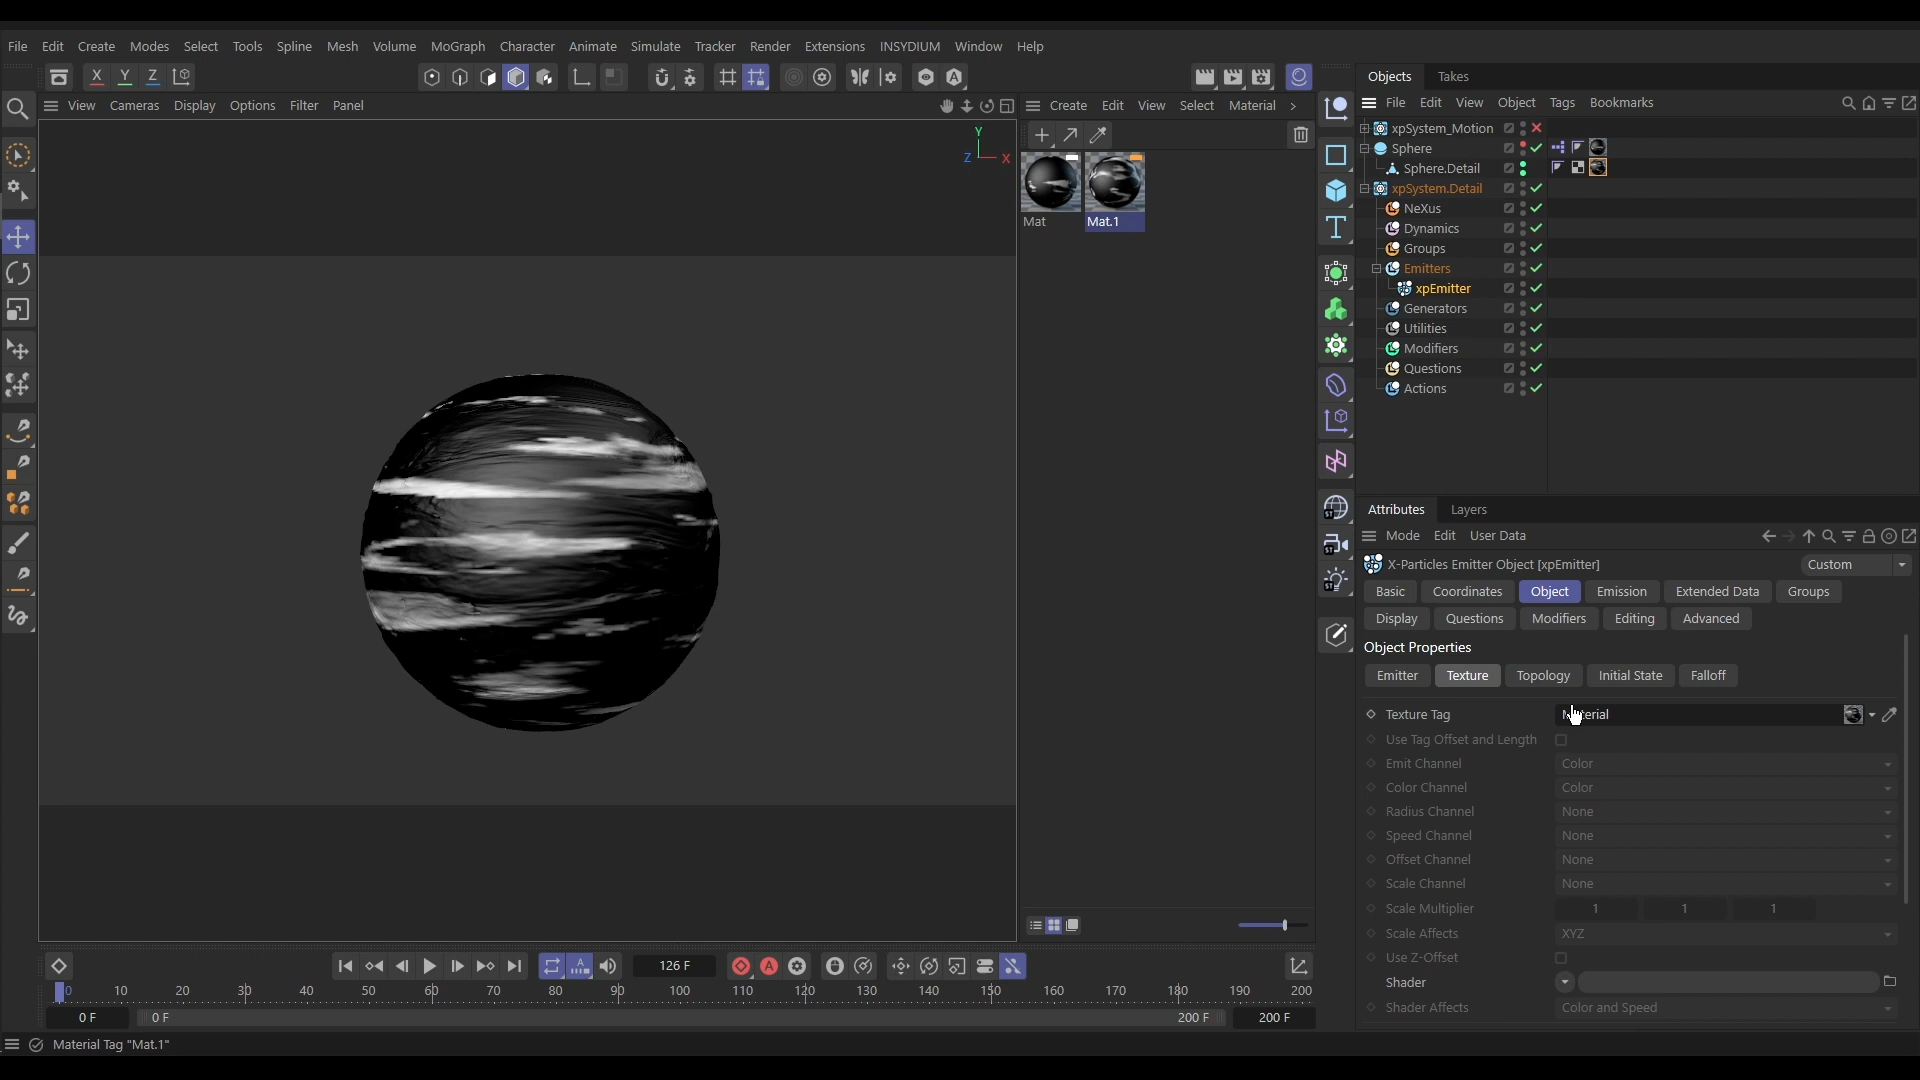 File Edit Create Modes Select Tools Spline Mesh Volume MoGraph Character Animate Simulate Tracker Render Extensions INSYDIUM Window Help
X Y Z
View Cameras Display Options Filter Panel
Y
Z X
Create Edit View Select Material >
Mat Mat.1
Objects Takes
File Edit View Object Tags Bookmarks
xpSystem_Motion
Sphere
Sphere.Detail
xpSystem.Detail
NeXus
Dynamics
Groups
Emitters
xpEmitter
Generators
Utilities
Modifiers
Questions
Actions
Attributes Layers
Mode Edit User Data
X-Particles Emitter Object [xpEmitter] Custom
Basic Coordinates Object Emission Extended Data Groups
Display Questions Modifiers Editing Advanced
Object Properties
Emitter Texture Topology Initial State Falloff
Texture Tag Material
Use Tag Offset and Length
Emit Channel Color
Color Channel Color
Radius Channel None
Speed Channel None
Offset Channel None
Scale Channel None
Scale Multiplier 1 1 1
Scale Affects XYZ
Use Z-Offset
Shader
Shader Affects Color and Speed
126 F
0 10 20 30 40 50 60 70 80 90 100 110 120 130 140 150 160 170 180 190 200
0 F 0 F 200 F 200 F
Material Tag "Mat.1"